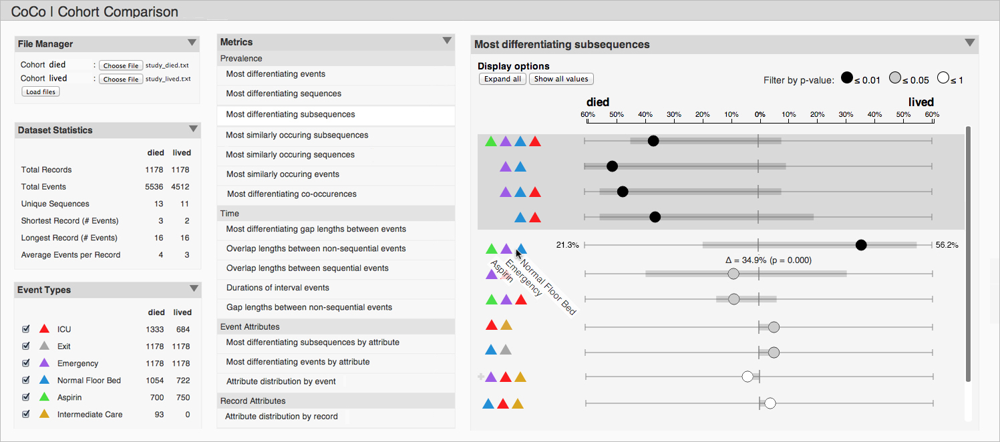 CoCo | Cohort Comparison
File Manager
Cohort died : Choose File study_died.txt
Cohort lived : Choose File study_lived.txt
Load files
Dataset Statistics
died lived
Total Records 1178 1178
Total Events 5536 4512
Unique Sequences 13 11
Shortest Record (# Events) 3 2
Longest Record (# Events) 16 16
Average Events per Record 4 3
Event Types
died lived
ICU 1333 684
Exit 1178 1178
Emergency 1178 1178
Normal Floor Bed 1054 722
Aspirin 700 750
Intermediate Care 93 0
Metrics
Prevalence
Most differentiating events
Most differentiating sequences
Most differentiating subsequences
Most similarly occuring subsequences
Most similarly occuring sequences
Most similarly occuring events
Most differentiating co-occurences
Time
Most differentiating gap lengths between events
Overlap lengths between non-sequential events
Overlap lengths between sequential events
Durations of interval events
Gap lengths between non-sequential events
Event Attributes
Most differentiating subsequences by attribute
Most differentiating events by attribute
Attribute distribution by event
Record Attributes
Attribute distribution by record
Most differentiating subsequences
Display options
Expand all Show all values
Filter by p-value: ≤ 0.01 ≤ 0.05 ≤ 1
died lived
60% 50% 40% 30% 20% 10% 0% 10% 20% 30% 40% 50% 60%
21.3% 56.2%
Δ = 34.9% (p = 0.000)
Aspirin
Emergency
Normal Floor Bed